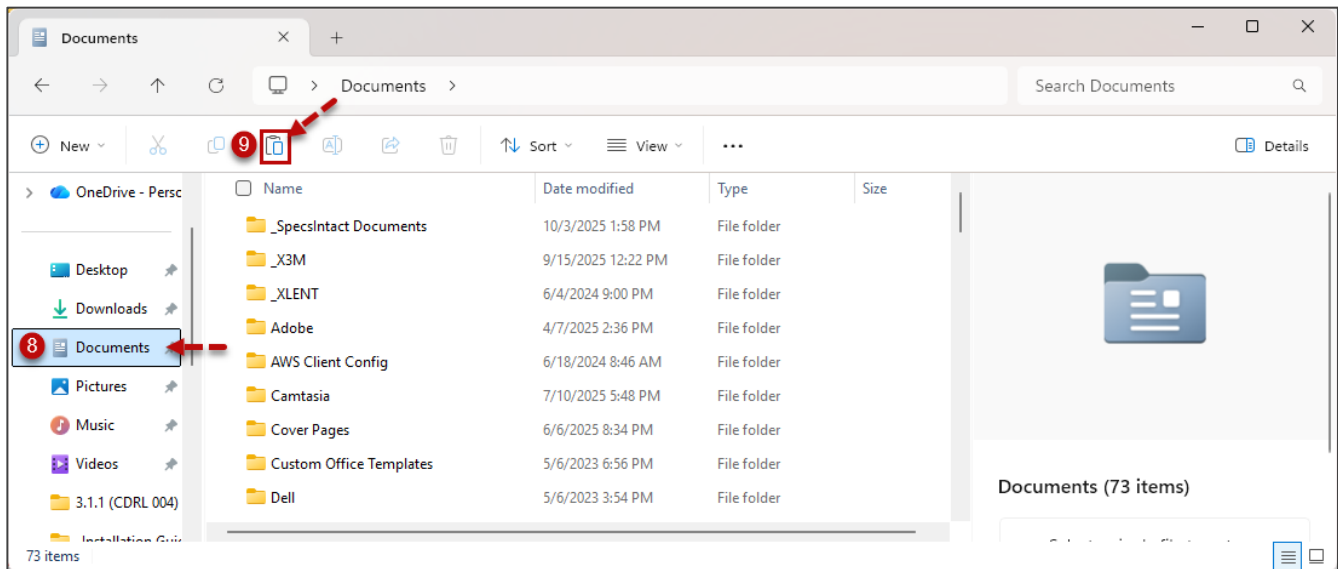 Documents
Documents
Search Documents
New
9
Sort
View
Details
OneDrive - Perso
Desktop
Downloads
8
Documents
Pictures
Music
Videos
3.1.1 (CDRL 004)
Name Date modified Type Size
_SpecsIntact Documents 10/3/2025 1:58 PM File folder
_X3M 9/15/2025 12:22 PM File folder
_XLENT 6/4/2024 9:00 PM File folder
Adobe 4/7/2025 2:36 PM File folder
AWS Client Config 6/18/2024 8:46 AM File folder
Camtasia 7/10/2025 5:48 PM File folder
Cover Pages 6/6/2025 8:34 PM File folder
Custom Office Templates 5/6/2023 6:56 PM File folder
Dell 5/6/2023 3:54 PM File folder
Documents (73 items)
73 items